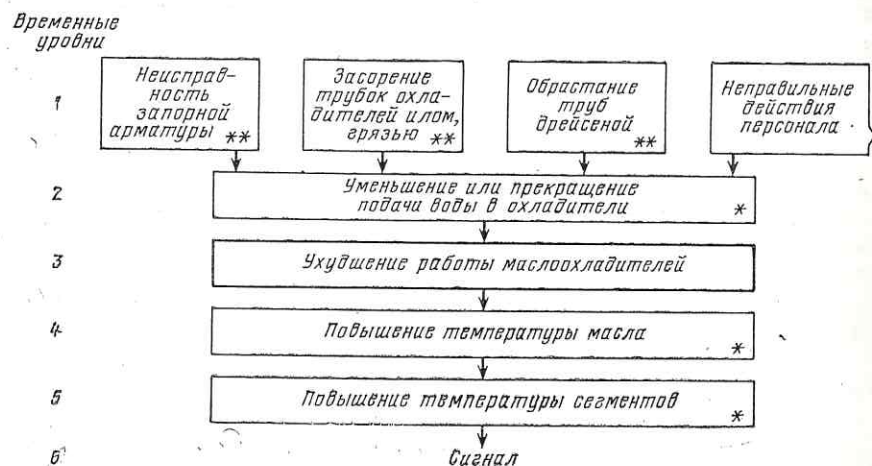 Временные
уровни
1
Неисправ-
ность
запорной
арматуры **
Засорение
трубок охла-
дителей илом,
грязью **
Обрастание
труб
дрейсеной
**
Неправильные
действия
персонала
2
Уменьшение или прекращение
подачи воды в охладители *
3
Ухудшение работы маслоохладителей
4
Повышение температуры масла
*
5
Повышение температуры сегментов
*
6
Сигнал